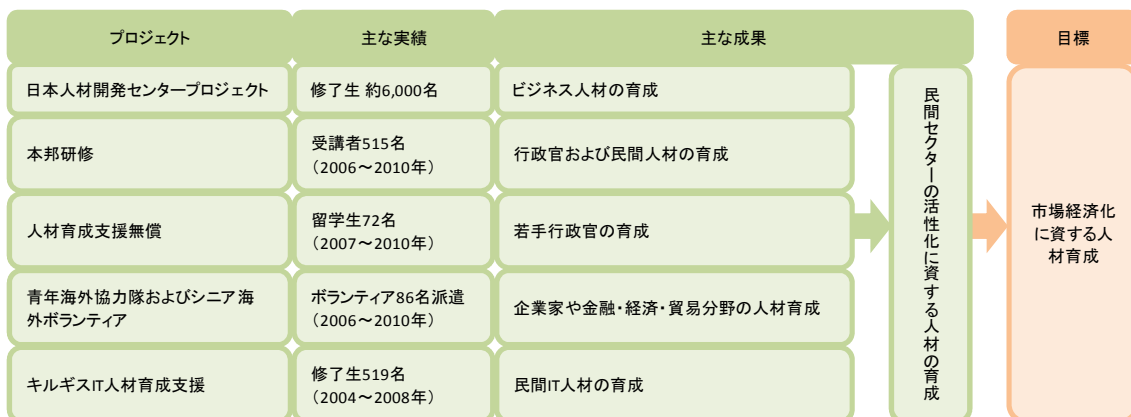 プロジェクト
主な実績
主な成果
目標
日本人材開発センタープロジェクト
修了生 約6,000名
ビジネス人材の育成
本邦研修
受講者515名
（2006～2010年）
行政官および民間人材の育成
人材育成支援無償
留学生72名
（2007～2010年）
若手行政官の育成
青年海外協力隊およびシニア海
外ボランティア
ボランティア86名派遣
（2006～2010年）
企業家や金融・経済・貿易分野の人材育成
キルギスIT人材育成支援
修了生519名
（2004～2008年）
民間IT人材の育成
民間セクターの活性化に資する人材の育成
市場経済化
に資する人
材育成